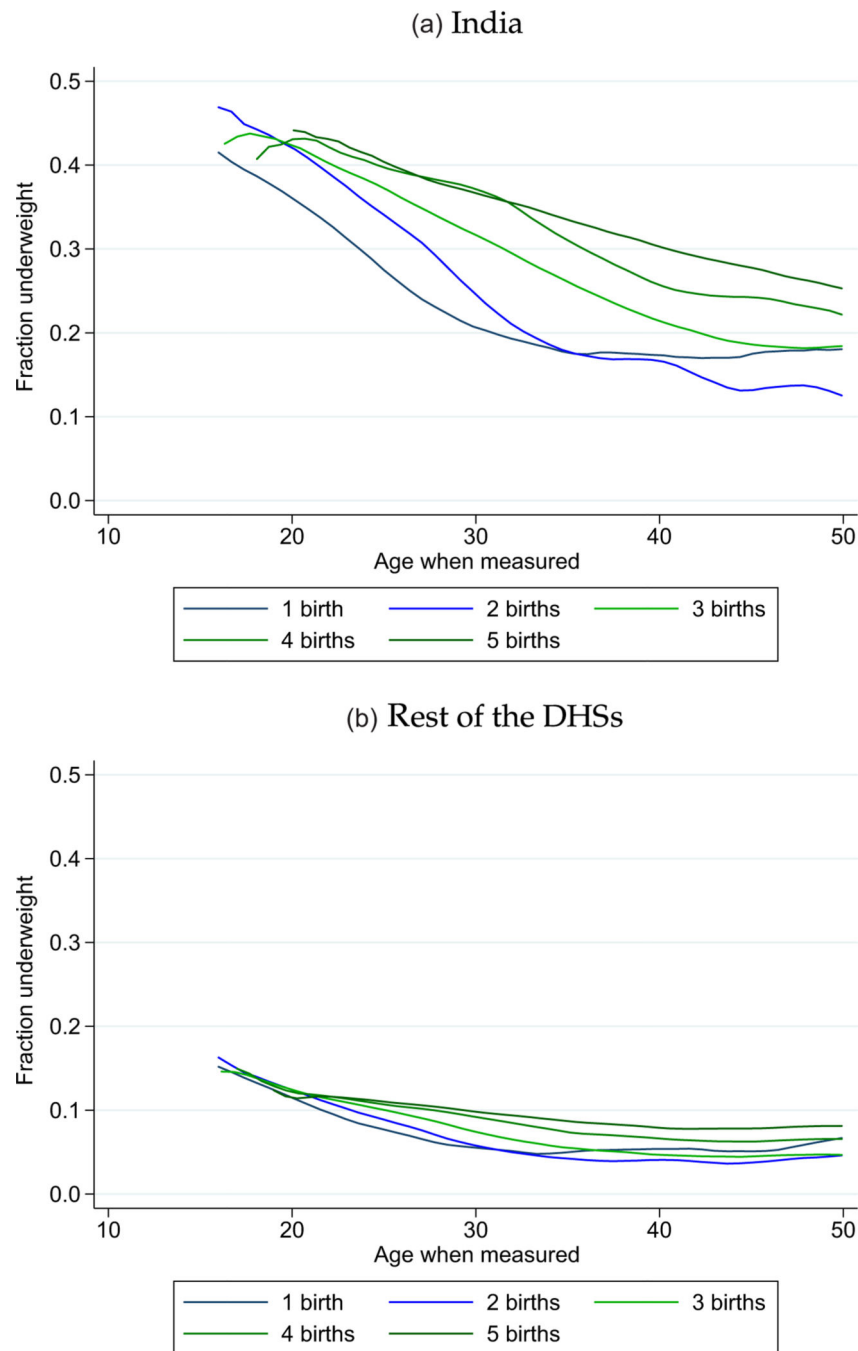 (a) India
0.5
0.4
0.3
0.2
0.1
0.0
Fraction underweight
10 20 30 40 50
Age when measured
1 birth 2 births 3 births
4 births 5 births
(b) Rest of the DHSs
0.5
0.4
0.3
0.2
0.1
0.0
Fraction underweight
10 20 30 40 50
Age when measured
1 birth 2 births 3 births
4 births 5 births